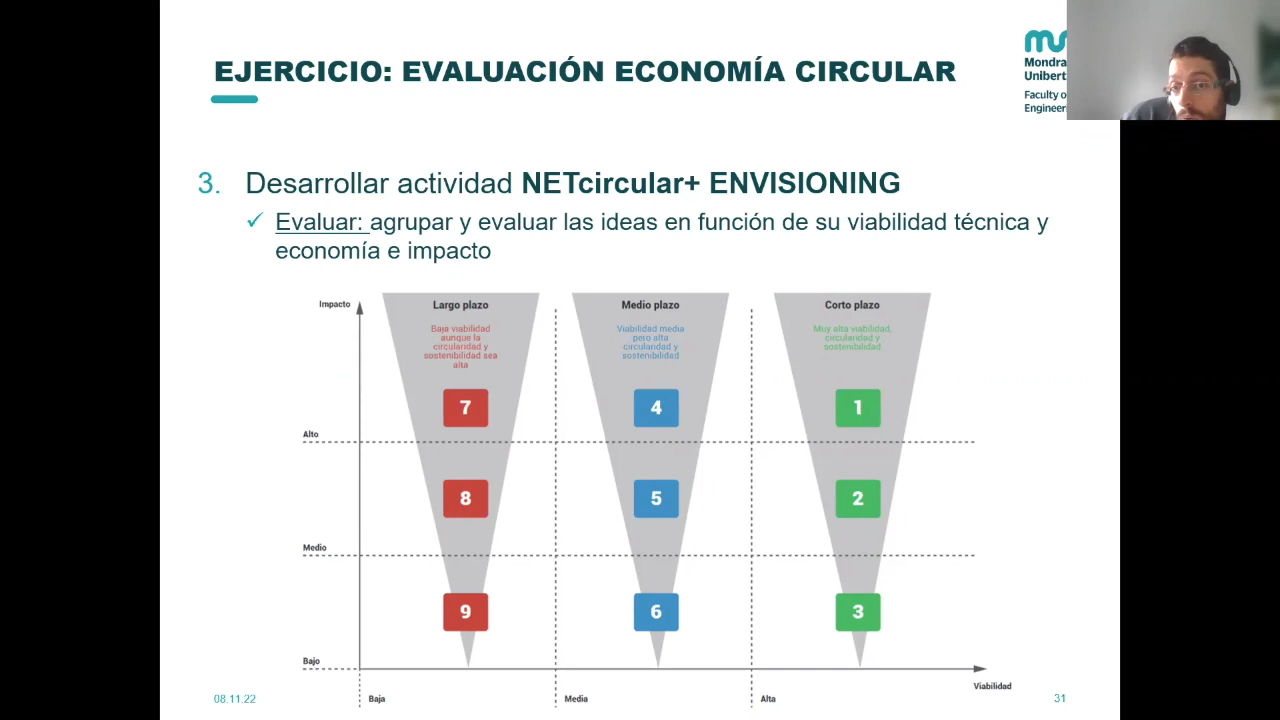 EJERCICIO: EVALUACIÓN ECONOMÍA CIRCULAR
Mondra
Unibert
Faculty o
Engineer
3. Desarrollar actividad NETcircular+ ENVISIONING
✓ Evaluar: agrupar y evaluar las ideas en función de su viabilidad técnica y
economía e impacto
Impacto
Largo plazo
Baja viabilidad
aunque la
circularidad y
sostenibilidad sea
alta
Medio plazo
Viabilidad media
pero alta
circularidad y
sostenibilidad
Corto plazo
Muy alta viabilidad,
circularidad y
sostenibilidad
7 4 1
Alto
8 5 2
Medio
9 6 3
Bajo
Viabilidad
Baja Media Alta
08.11.22
31